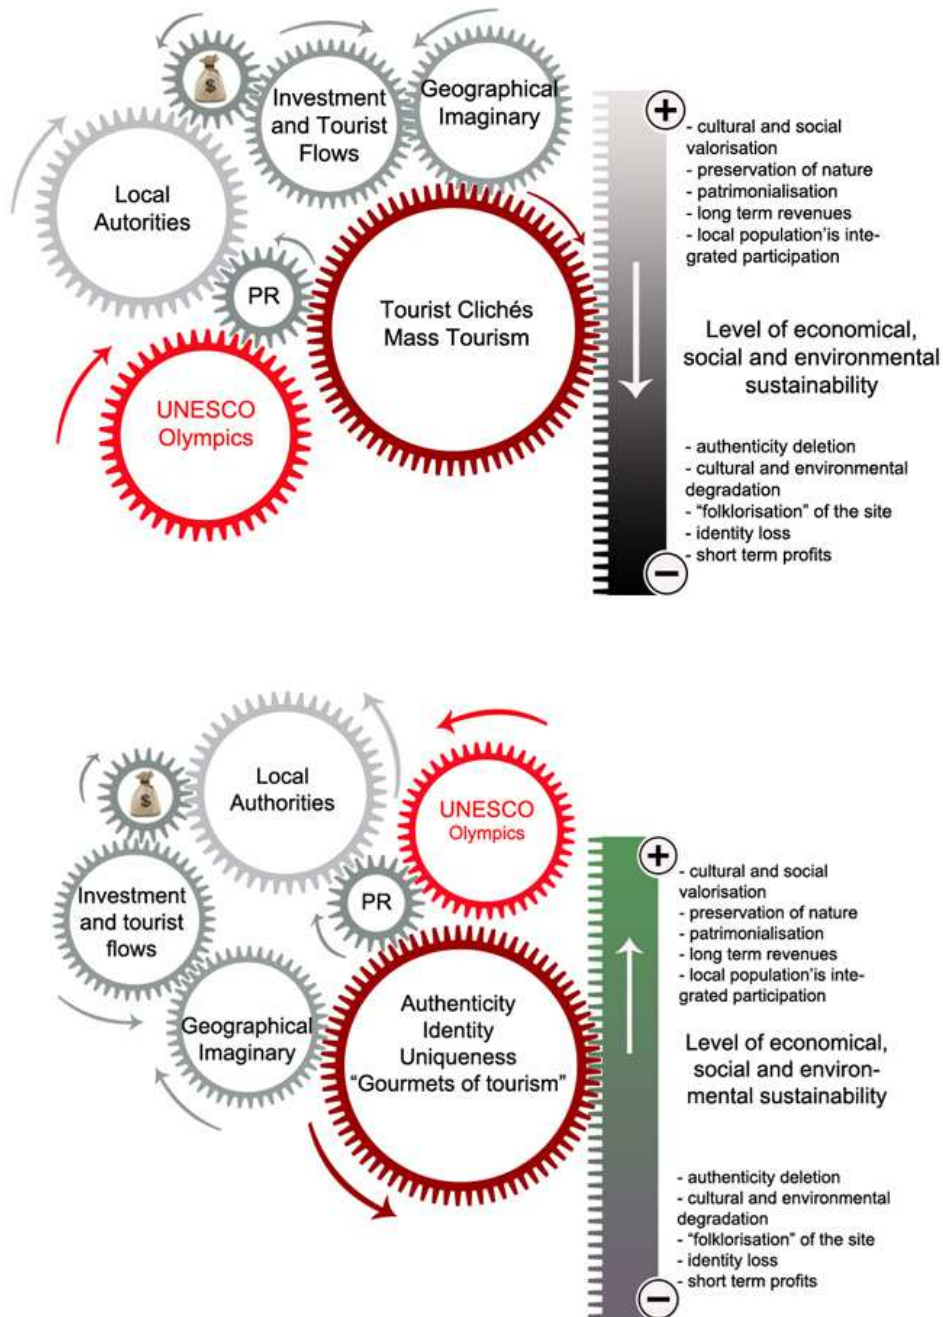 $
Investment
and Tourist
Flows
Geographical
Imaginary
Local
Autorities
PR
Tourist Clichés
Mass Tourism
UNESCO
Olympics
+
- cultural and social
valorisation
- preservation of nature
- patrimonialisation
- long term revenues
- local population's inte-
grated participation
Level of economical,
social and environmental
sustainability
- authenticity deletion
- cultural and environmental
degradation
- “folklorisation” of the site
- identity loss
- short term profits
−
Local
Authorities
$
UNESCO
Olympics
Investment
and tourist
flows
PR
Geographical
Imaginary
Authenticity
Identity
Uniqueness
“Gourmets of tourism”
+
- cultural and social
valorisation
- preservation of nature
- patrimonialisation
- long term revenues
- local population's inte-
grated participation
Level of economical,
social and environ-
mental sustainability
- authenticity deletion
- cultural and environmental
degradation
- “folklorisation” of the site
- identity loss
- short term profits
−